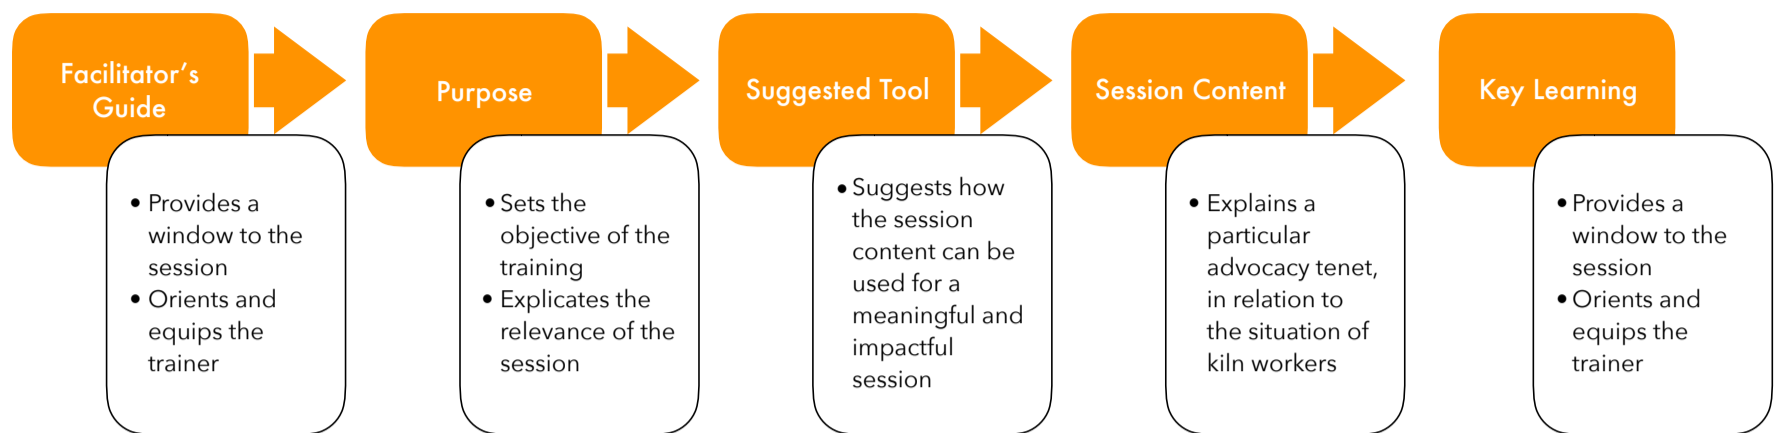 Facilitator's
Guide
• Provides a
window to the
session
• Orients and
equips the
trainer
Purpose
• Sets the
objective of the
training
• Explicates the
relevance of the
session
Suggested Tool
• Suggests how
the session
content can be
used for a
meaningful and
impactful
session
Session Content
• Explains a
particular
advocacy tenet,
in relation to
the situation of
kiln workers
Key Learning
• Provides a
window to the
session
• Orients and
equips the
trainer